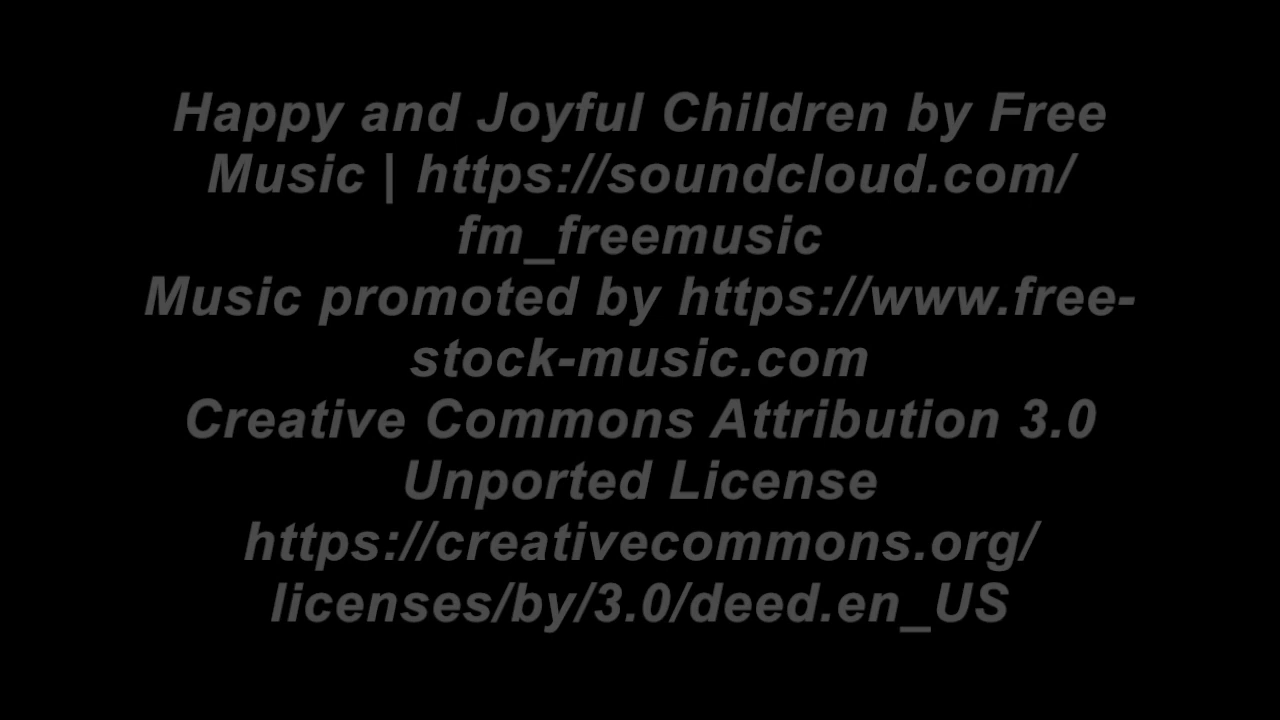 Happy and Joyful Children by Free
Music | https://soundcloud.com/
fm_freemusic
Music promoted by https://www.free-
stock-music.com
Creative Commons Attribution 3.0
Unported License
https://creativecommons.org/
licenses/by/3.0/deed.en_US